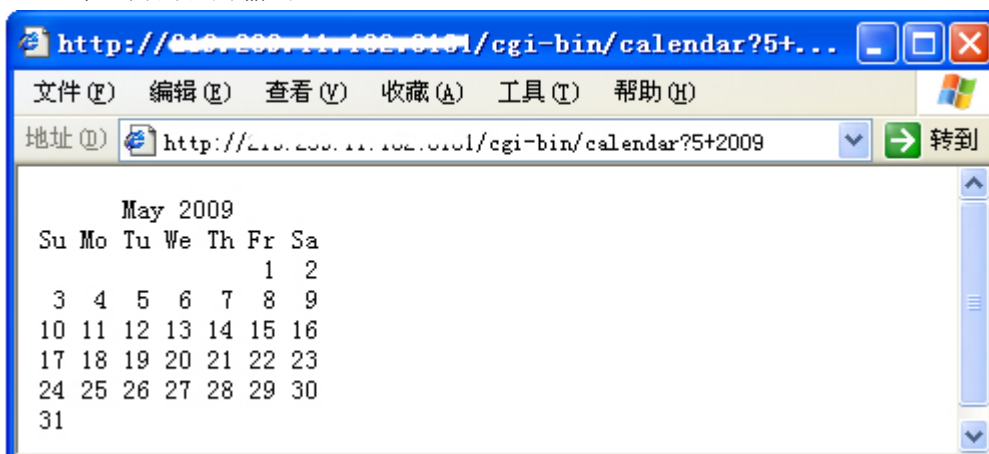 http:///cgi-bin/calendar?5+...
文件(F) 编辑(E) 查看(V) 收藏(A) 工具(T) 帮助(H)
地址(D) http:///cgi-bin/calendar?5+2009 转到
May 2009
Su Mo Tu We Th Fr Sa
1 2
3 4 5 6 7 8 9
10 11 12 13 14 15 16
17 18 19 20 21 22 23
24 25 26 27 28 29 30
31